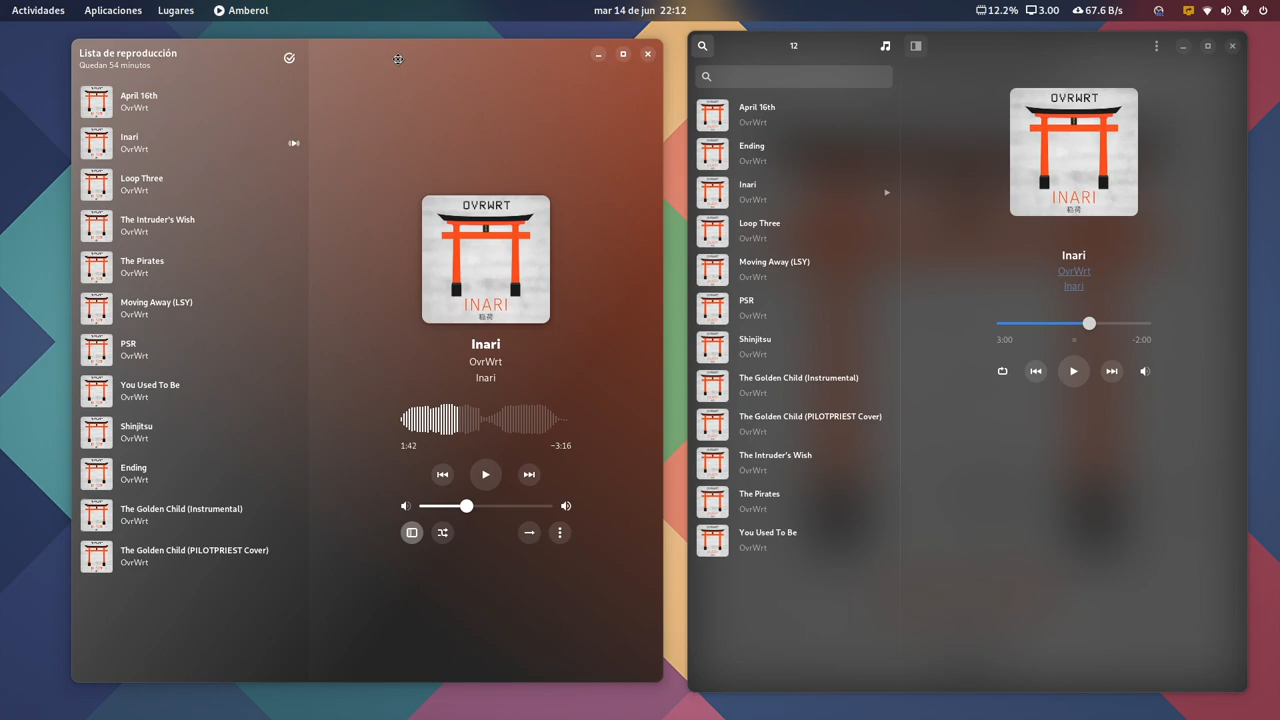 Actividades
Aplicaciones
Lugares
Amberol
mar 14 de jun 22:12
12.2%
3.00
67.6 B/s
Lista de reproducción
Quedan 54 minutos
April 16th
OvrWrt
Inari
OvrWrt
Loop Three
OvrWrt
The Intruder's Wish
OvrWrt
The Pirates
OvrWrt
Moving Away (LSY)
OvrWrt
PSR
OvrWrt
You Used To Be
OvrWrt
Shinjitsu
OvrWrt
Ending
OvrWrt
The Golden Child (Instrumental)
OvrWrt
The Golden Child (PILOTPRIEST Cover)
OvrWrt
OVRWRT
INARI
稲荷
Inari
OvrWrt
Inari
1:42
−3:16
12
April 16th
OvrWrt
Ending
OvrWrt
Inari
OvrWrt
Loop Three
OvrWrt
Moving Away (LSY)
OvrWrt
PSR
OvrWrt
Shinjitsu
OvrWrt
The Golden Child (Instrumental)
OvrWrt
The Golden Child (PILOTPRIEST Cover)
OvrWrt
The Intruder's Wish
OvrWrt
The Pirates
OvrWrt
You Used To Be
OvrWrt
OVRWRT
INARI
稲荷
Inari
OvrWrt
Inari
3:00
-2:00